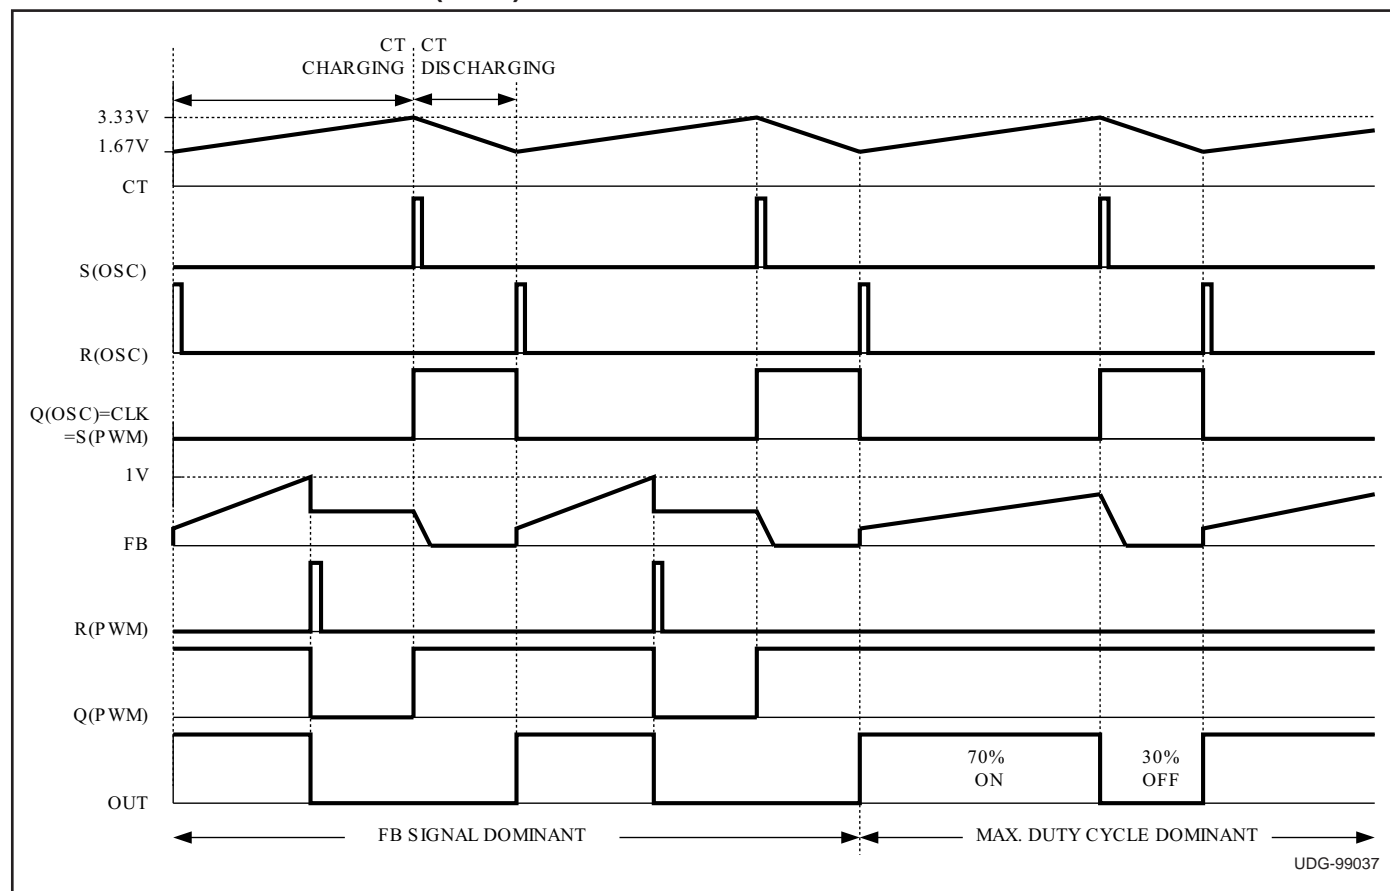 CT CT
CHARGING DISCHARGING
3.33V
1.67V
CT
S(OSC)
R(OSC)
Q(OSC)=CLK
=S(PWM)
1V
FB
R(PWM)
Q(PWM)
70% 30%
ON OFF
OUT
FB SIGNAL DOMINANT MAX. DUTY CYCLE DOMINANT
UDG-99037